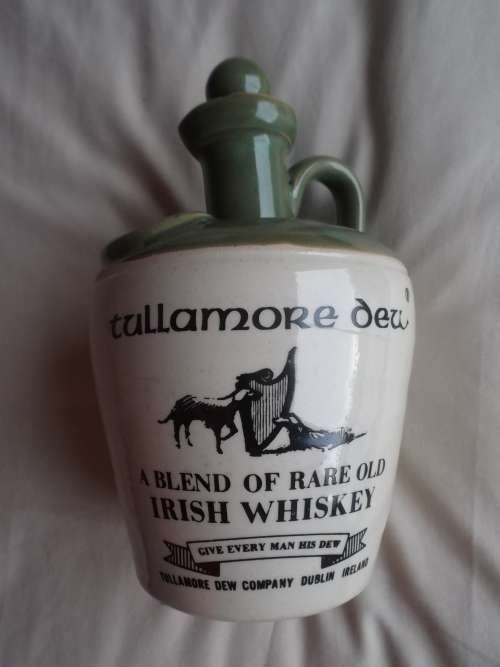 tullamore dew®
A BLEND OF RARE OLD
IRISH WHISKEY
GIVE EVERY MAN HIS DEW
TULLAMORE DEW COMPANY DUBLIN IRELAND